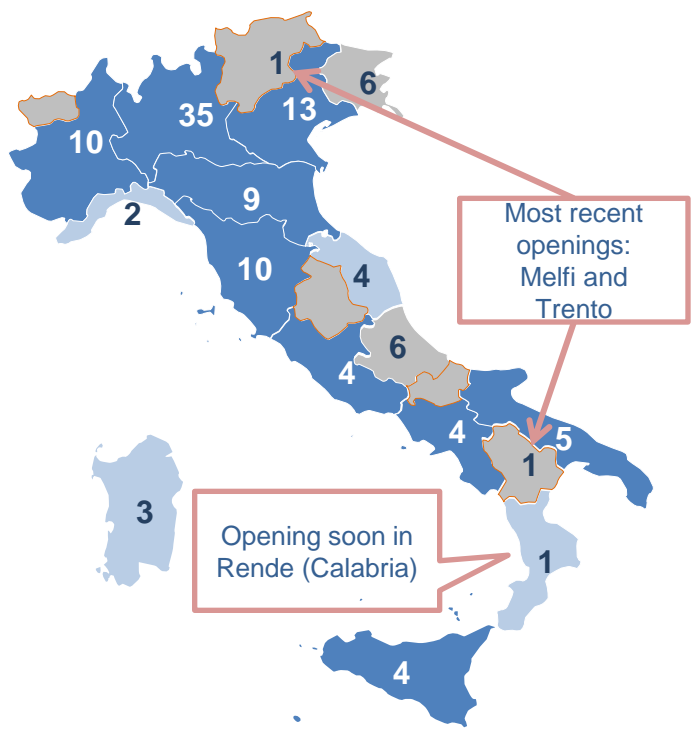 1
6
35
13
10
9
2
Most recent
openings:
Melfi and
Trento
10
4
6
4
4
5
1
3
Opening soon in
Rende (Calabria)
1
4